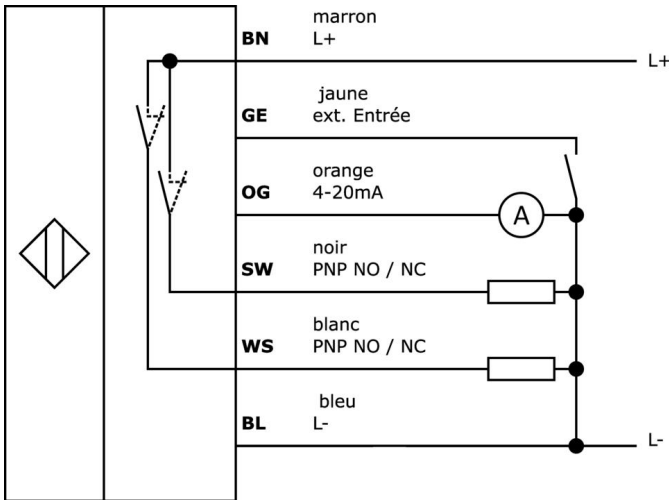 marron
BN L+
L+
jaune
GE ext. Entrée
orange
OG 4-20mA
A
noir
SW PNP NO / NC
blanc
WS PNP NO / NC
bleu
BL L-
L-